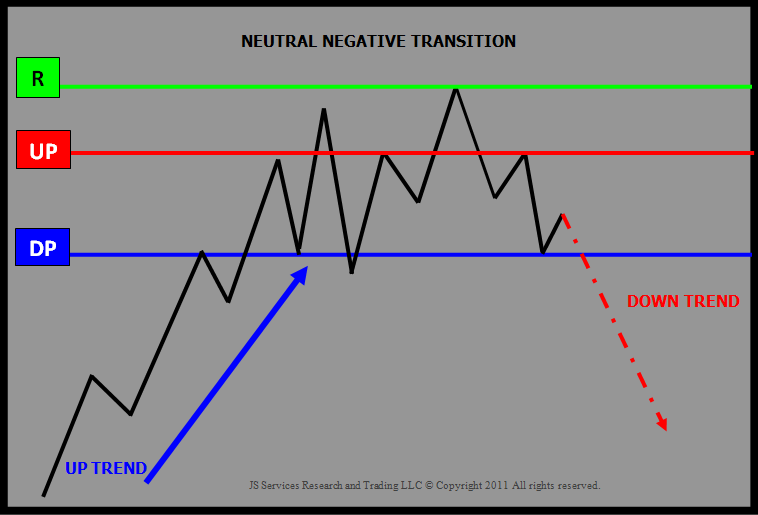 NEUTRAL NEGATIVE TRANSITION
R
UP
DP
DOWN TREND
UP TREND
JS Services Research and Trading LLC © Copyright 2011 All rights reserved.